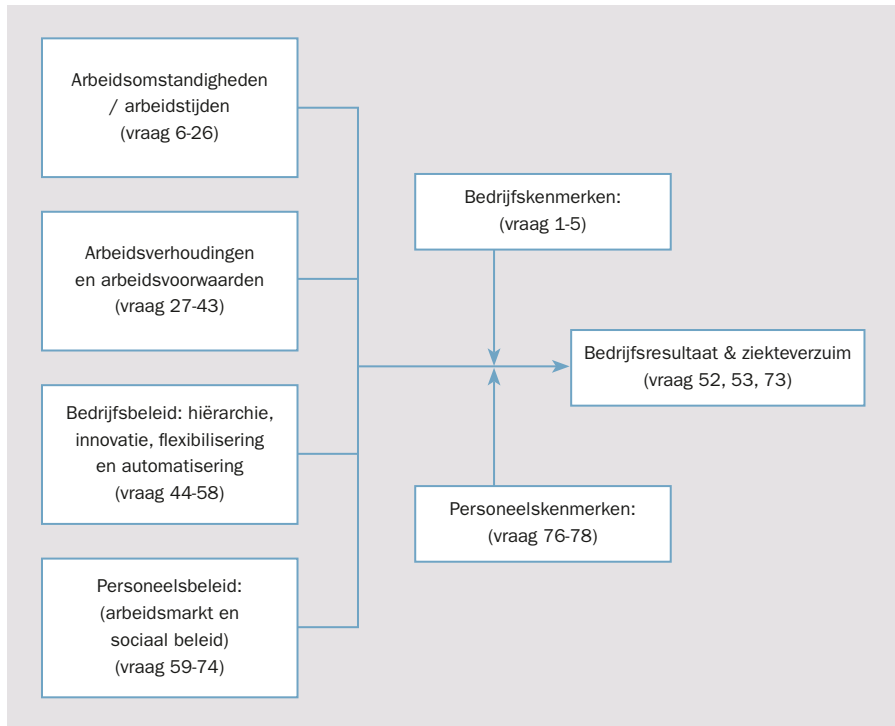 Arbeidsomstandigheden
/ arbeidstijden
(vraag 6-26)
Arbeidsverhoudingen
en arbeidsvoorwaarden
(vraag 27-43)
Bedrijfsbeleid: hiërarchie,
innovatie, flexibilisering
en automatisering
(vraag 44-58)
Personeelsbeleid:
(arbeidsmarkt en
sociaal beleid)
(vraag 59-74)
Bedrijfskenmerken:
(vraag 1-5)
Personeelskenmerken:
(vraag 76-78)
Bedrijfsresultaat & ziekteverzuim
(vraag 52, 53, 73)